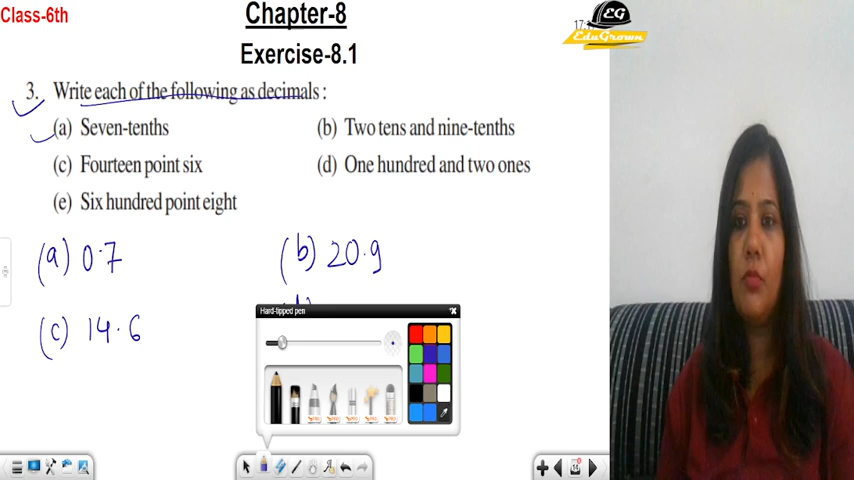 Class-6th
Chapter-8
Exercise-8.1
EG
EduGrown
3. Write each of the following as decimals :
(a) Seven-tenths
(b) Two tens and nine-tenths
(c) Fourteen point six
(d) One hundred and two ones
(e) Six hundred point eight
(a) 0.7
(b) 20.9
(c) 14.6
Hard-tipped pen